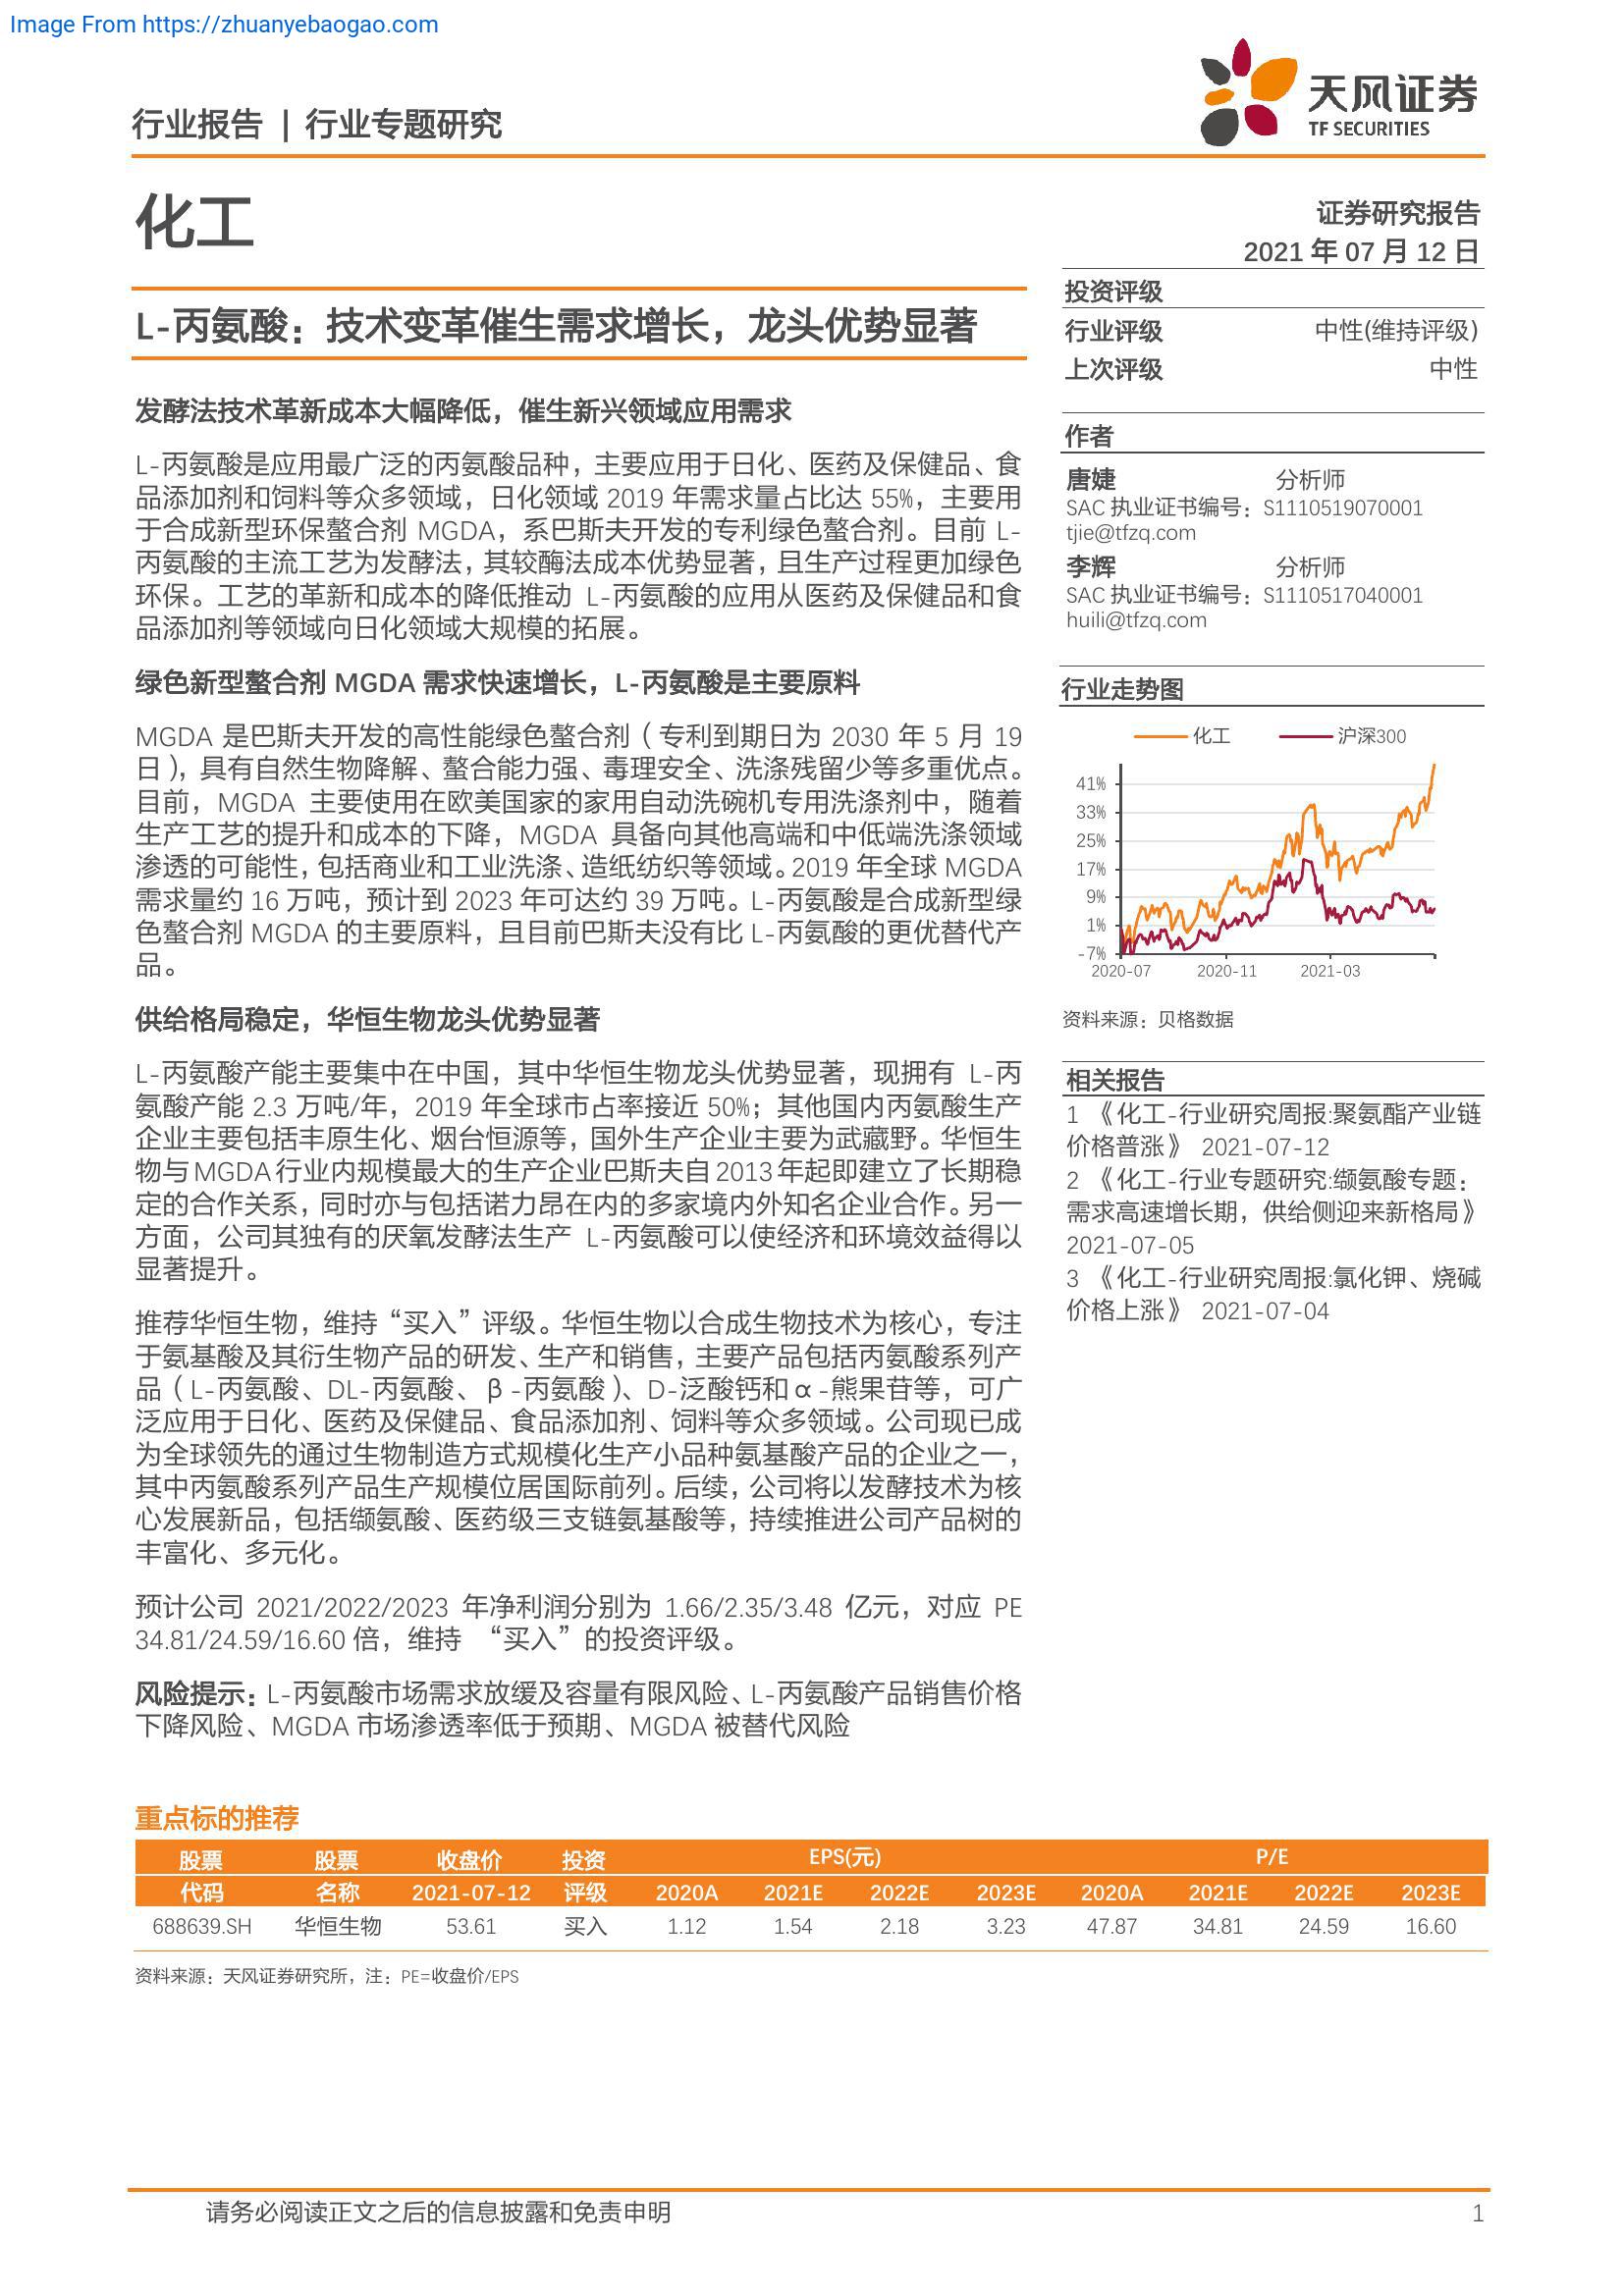 Image From https://zhuanyebaogao.com
行业报告 | 行业专题研究
天风证券
TF SECURITIES
化工
证券研究报告
2021 年 07 月 12 日
L-丙氨酸：技术变革催生需求增长，龙头优势显著
发酵法技术革新成本大幅降低，催生新兴领域应用需求
L-丙氨酸是应用最广泛的丙氨酸品种，主要应用于日化、医药及保健品、食
品添加剂和饲料等众多领域，日化领域 2019 年需求量占比达 55%，主要用
于合成新型环保螯合剂 MGDA，系巴斯夫开发的专利绿色螯合剂。目前 L-
丙氨酸的主流工艺为发酵法，其较酶法成本优势显著，且生产过程更加绿色
环保。工艺的革新和成本的降低推动 L-丙氨酸的应用从医药及保健品和食
品添加剂等领域向日化领域大规模的拓展。
绿色新型螯合剂 MGDA 需求快速增长，L-丙氨酸是主要原料
MGDA 是巴斯夫开发的高性能绿色螯合剂（专利到期日为 2030 年 5 月 19
日），具有自然生物降解、螯合能力强、毒理安全、洗涤残留少等多重优点。
目前，MGDA 主要使用在欧美国家的家用自动洗碗机专用洗涤剂中，随着
生产工艺的提升和成本的下降，MGDA 具备向其他高端和中低端洗涤领域
渗透的可能性，包括商业和工业洗涤、造纸纺织等领域。2019 年全球 MGDA
需求量约 16 万吨，预计到 2023 年可达约 39 万吨。L-丙氨酸是合成新型绿
色螯合剂 MGDA 的主要原料，且目前巴斯夫没有比 L-丙氨酸的更优替代产
品。
供给格局稳定，华恒生物龙头优势显著
L-丙氨酸产能主要集中在中国，其中华恒生物龙头优势显著，现拥有 L-丙
氨酸产能 2.3 万吨/年，2019 年全球市占率接近 50%；其他国内丙氨酸生产
企业主要包括丰原生化、烟台恒源等，国外生产企业主要为武藏野。华恒生
物与 MGDA 行业内规模最大的生产企业巴斯夫自 2013 年起即建立了长期稳
定的合作关系，同时亦与包括诺力昂在内的多家境内外知名企业合作。另一
方面，公司其独有的厌氧发酵法生产 L-丙氨酸可以使经济和环境效益得以
显著提升。
推荐华恒生物，维持“买入”评级。华恒生物以合成生物技术为核心，专注
于氨基酸及其衍生物产品的研发、生产和销售，主要产品包括丙氨酸系列产
品（L-丙氨酸、DL-丙氨酸、β-丙氨酸）、D-泛酸钙和α-熊果苷等，可广
泛应用于日化、医药及保健品、食品添加剂、饲料等众多领域。公司现已成
为全球领先的通过生物制造方式规模化生产小品种氨基酸产品的企业之一，
其中丙氨酸系列产品生产规模位居国际前列。后续，公司将以发酵技术为核
心发展新品，包括缬氨酸、医药级三支链氨基酸等，持续推进公司产品树的
丰富化、多元化。
预计公司 2021/2022/2023 年净利润分别为 1.66/2.35/3.48 亿元，对应 PE
34.81/24.59/16.60 倍，维持 “买入”的投资评级。
风险提示：L-丙氨酸市场需求放缓及容量有限风险、L-丙氨酸产品销售价格
下降风险、MGDA 市场渗透率低于预期、MGDA 被替代风险
投资评级
行业评级 中性(维持评级)
上次评级 中性
作者
唐婕 分析师
SAC 执业证书编号：S1110519070001
tjie@tfzq.com
李辉 分析师
SAC 执业证书编号：S1110517040001
huili@tfzq.com
行业走势图
化工 沪深300
41%
33%
25%
17%
9%
1%
-7%
2020-07 2020-11 2021-03
资料来源：贝格数据
相关报告
1 《化工-行业研究周报:聚氨酯产业链
价格普涨》 2021-07-12
2 《化工-行业专题研究:缬氨酸专题：
需求高速增长期，供给侧迎来新格局》
2021-07-05
3 《化工-行业研究周报:氯化钾、烧碱
价格上涨》 2021-07-04
重点标的推荐
股票 股票 收盘价 投资 EPS(元) P/E
代码 名称 2021-07-12 评级 2020A 2021E 2022E 2023E 2020A 2021E 2022E 2023E
688639.SH 华恒生物 53.61 买入 1.12 1.54 2.18 3.23 47.87 34.81 24.59 16.60
资料来源：天风证券研究所，注：PE=收盘价/EPS
请务必阅读正文之后的信息披露和免责申明 1